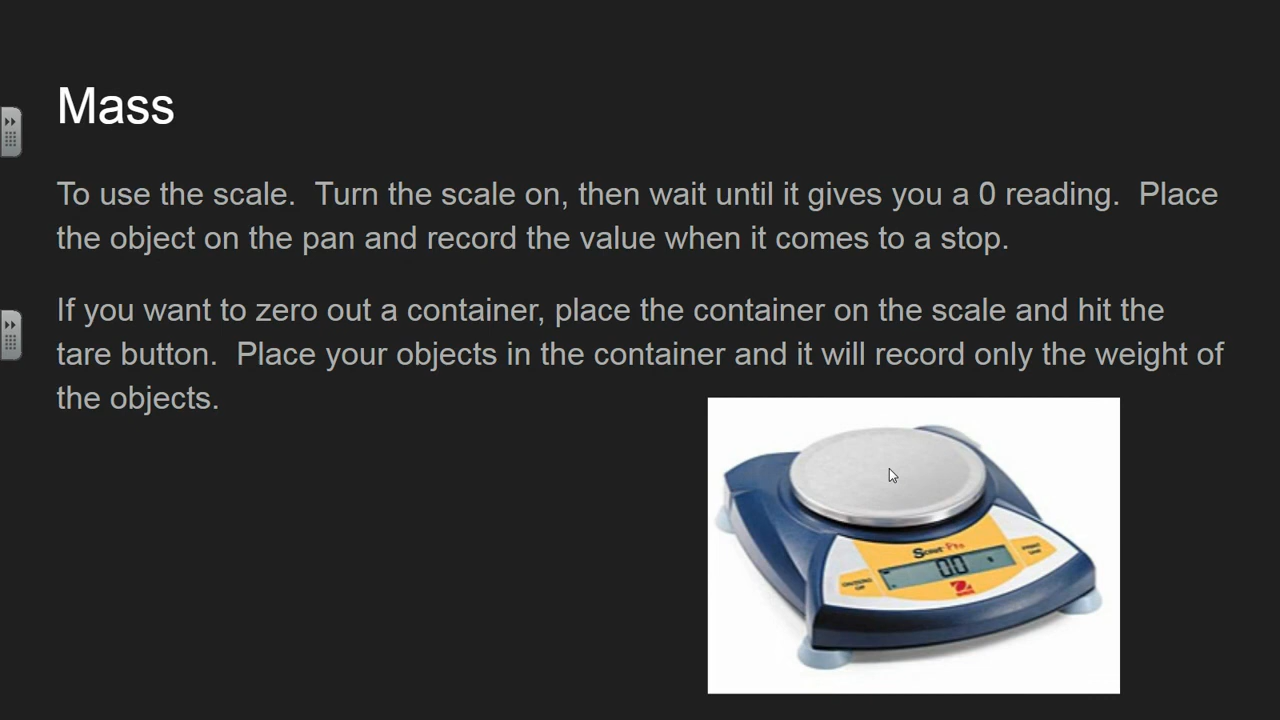 Mass
To use the scale.  Turn the scale on, then wait until it gives you a 0 reading.  Place
the object on the pan and record the value when it comes to a stop.
If you want to zero out a container, place the container on the scale and hit the
tare button.  Place your objects in the container and it will record only the weight of
the objects.
Scout Pro
0.0